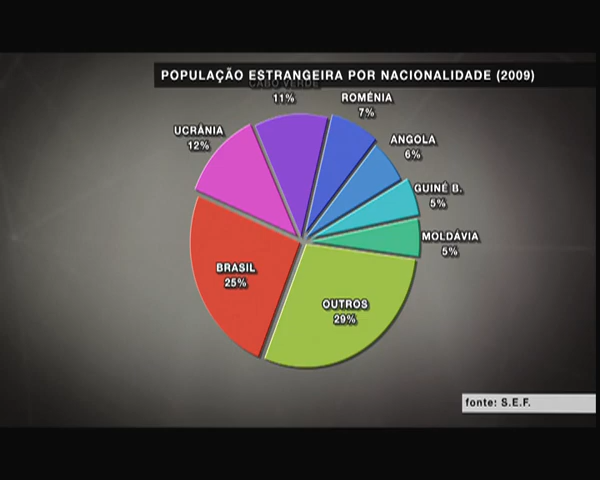 POPULAÇÃO ESTRANGEIRA POR NACIONALIDADE (2009)
CABO VERDE
11%
ROMÉNIA
7%
UCRÂNIA
12%
ANGOLA
6%
GUINÉ B.
5%
MOLDÁVIA
5%
BRASIL
25%
OUTROS
29%
fonte: S.E.F.